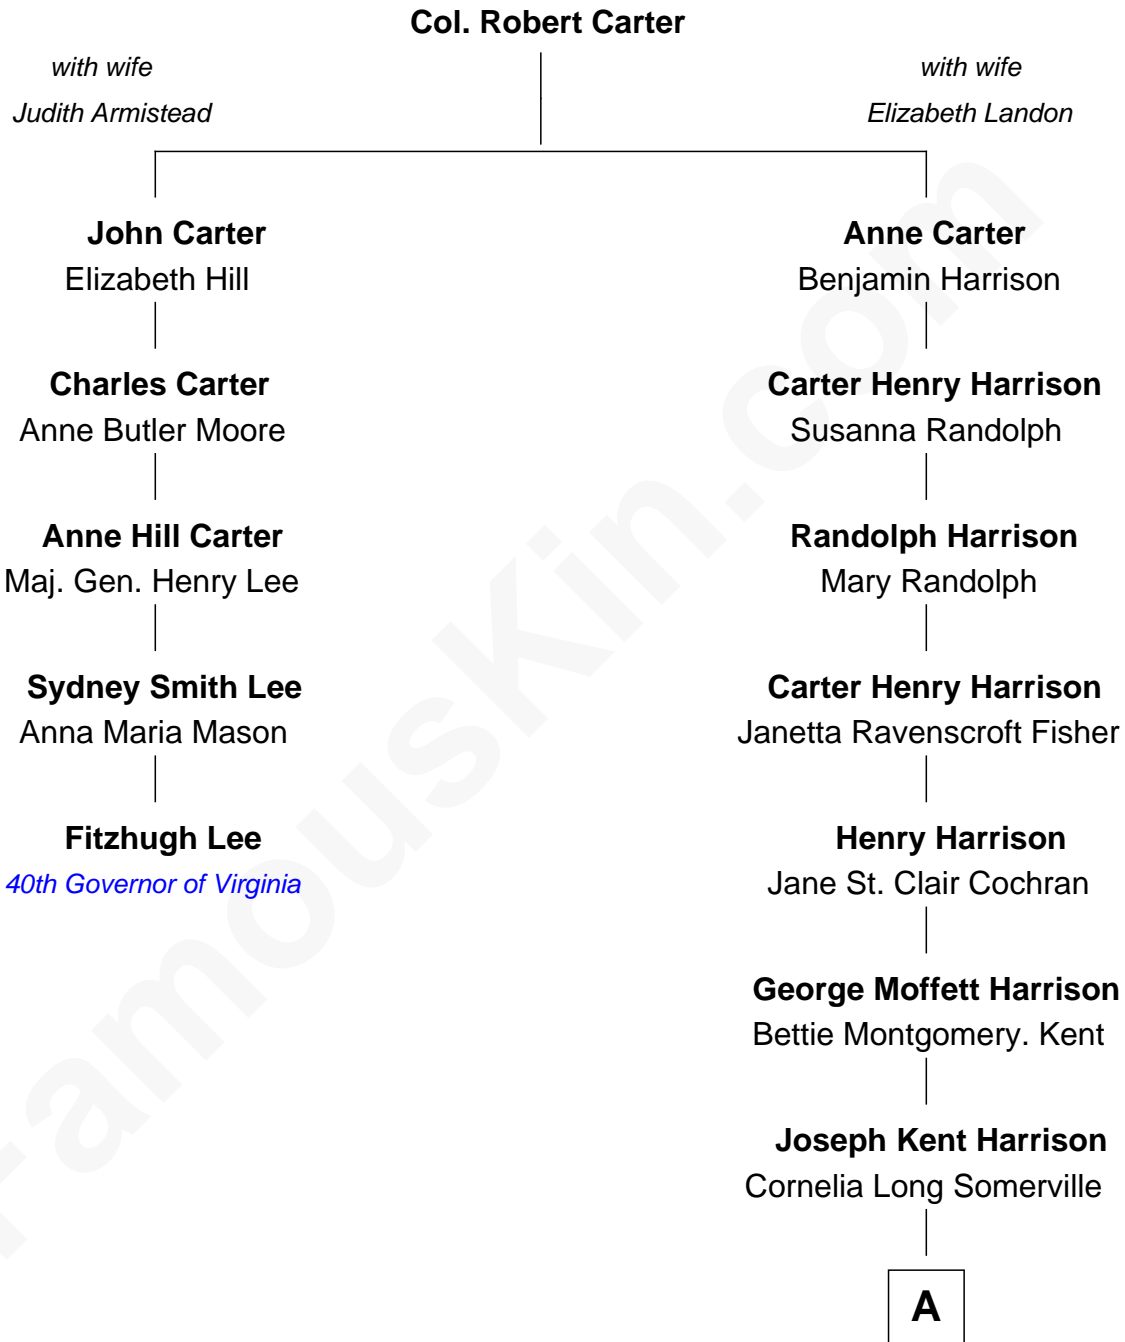 Col. Robert Carter
with wife
Judith Armistead
with wife
Elizabeth Landon
John Carter
Elizabeth Hill
Charles Carter
Anne Butler Moore
Anne Hill Carter
Maj. Gen. Henry Lee
Sydney Smith Lee
Anna Maria Mason
Fitzhugh Lee
40th Governor of Virginia
Anne Carter
Benjamin Harrison
Carter Henry Harrison
Susanna Randolph
Randolph Harrison
Mary Randolph
Carter Henry Harrison
Janetta Ravenscroft Fisher
Henry Harrison
Jane St. Clair Cochran
George Moffett Harrison
Bettie Montgomery. Kent
Joseph Kent Harrison
Cornelia Long Somerville
A
FamousKin.com